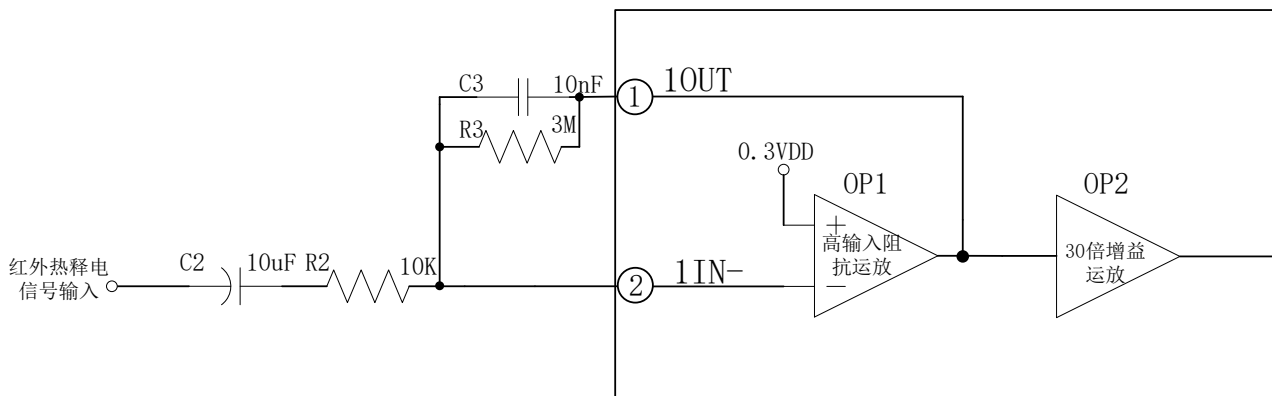 C3
10nF
1
1OUT
R3
3M
0.3VDD
OP1
OP2
+
高输入阻
抗运放
30倍增益
运放
红外热释电
信号输入
C2
10uF
R2
10K
2
1IN-
−